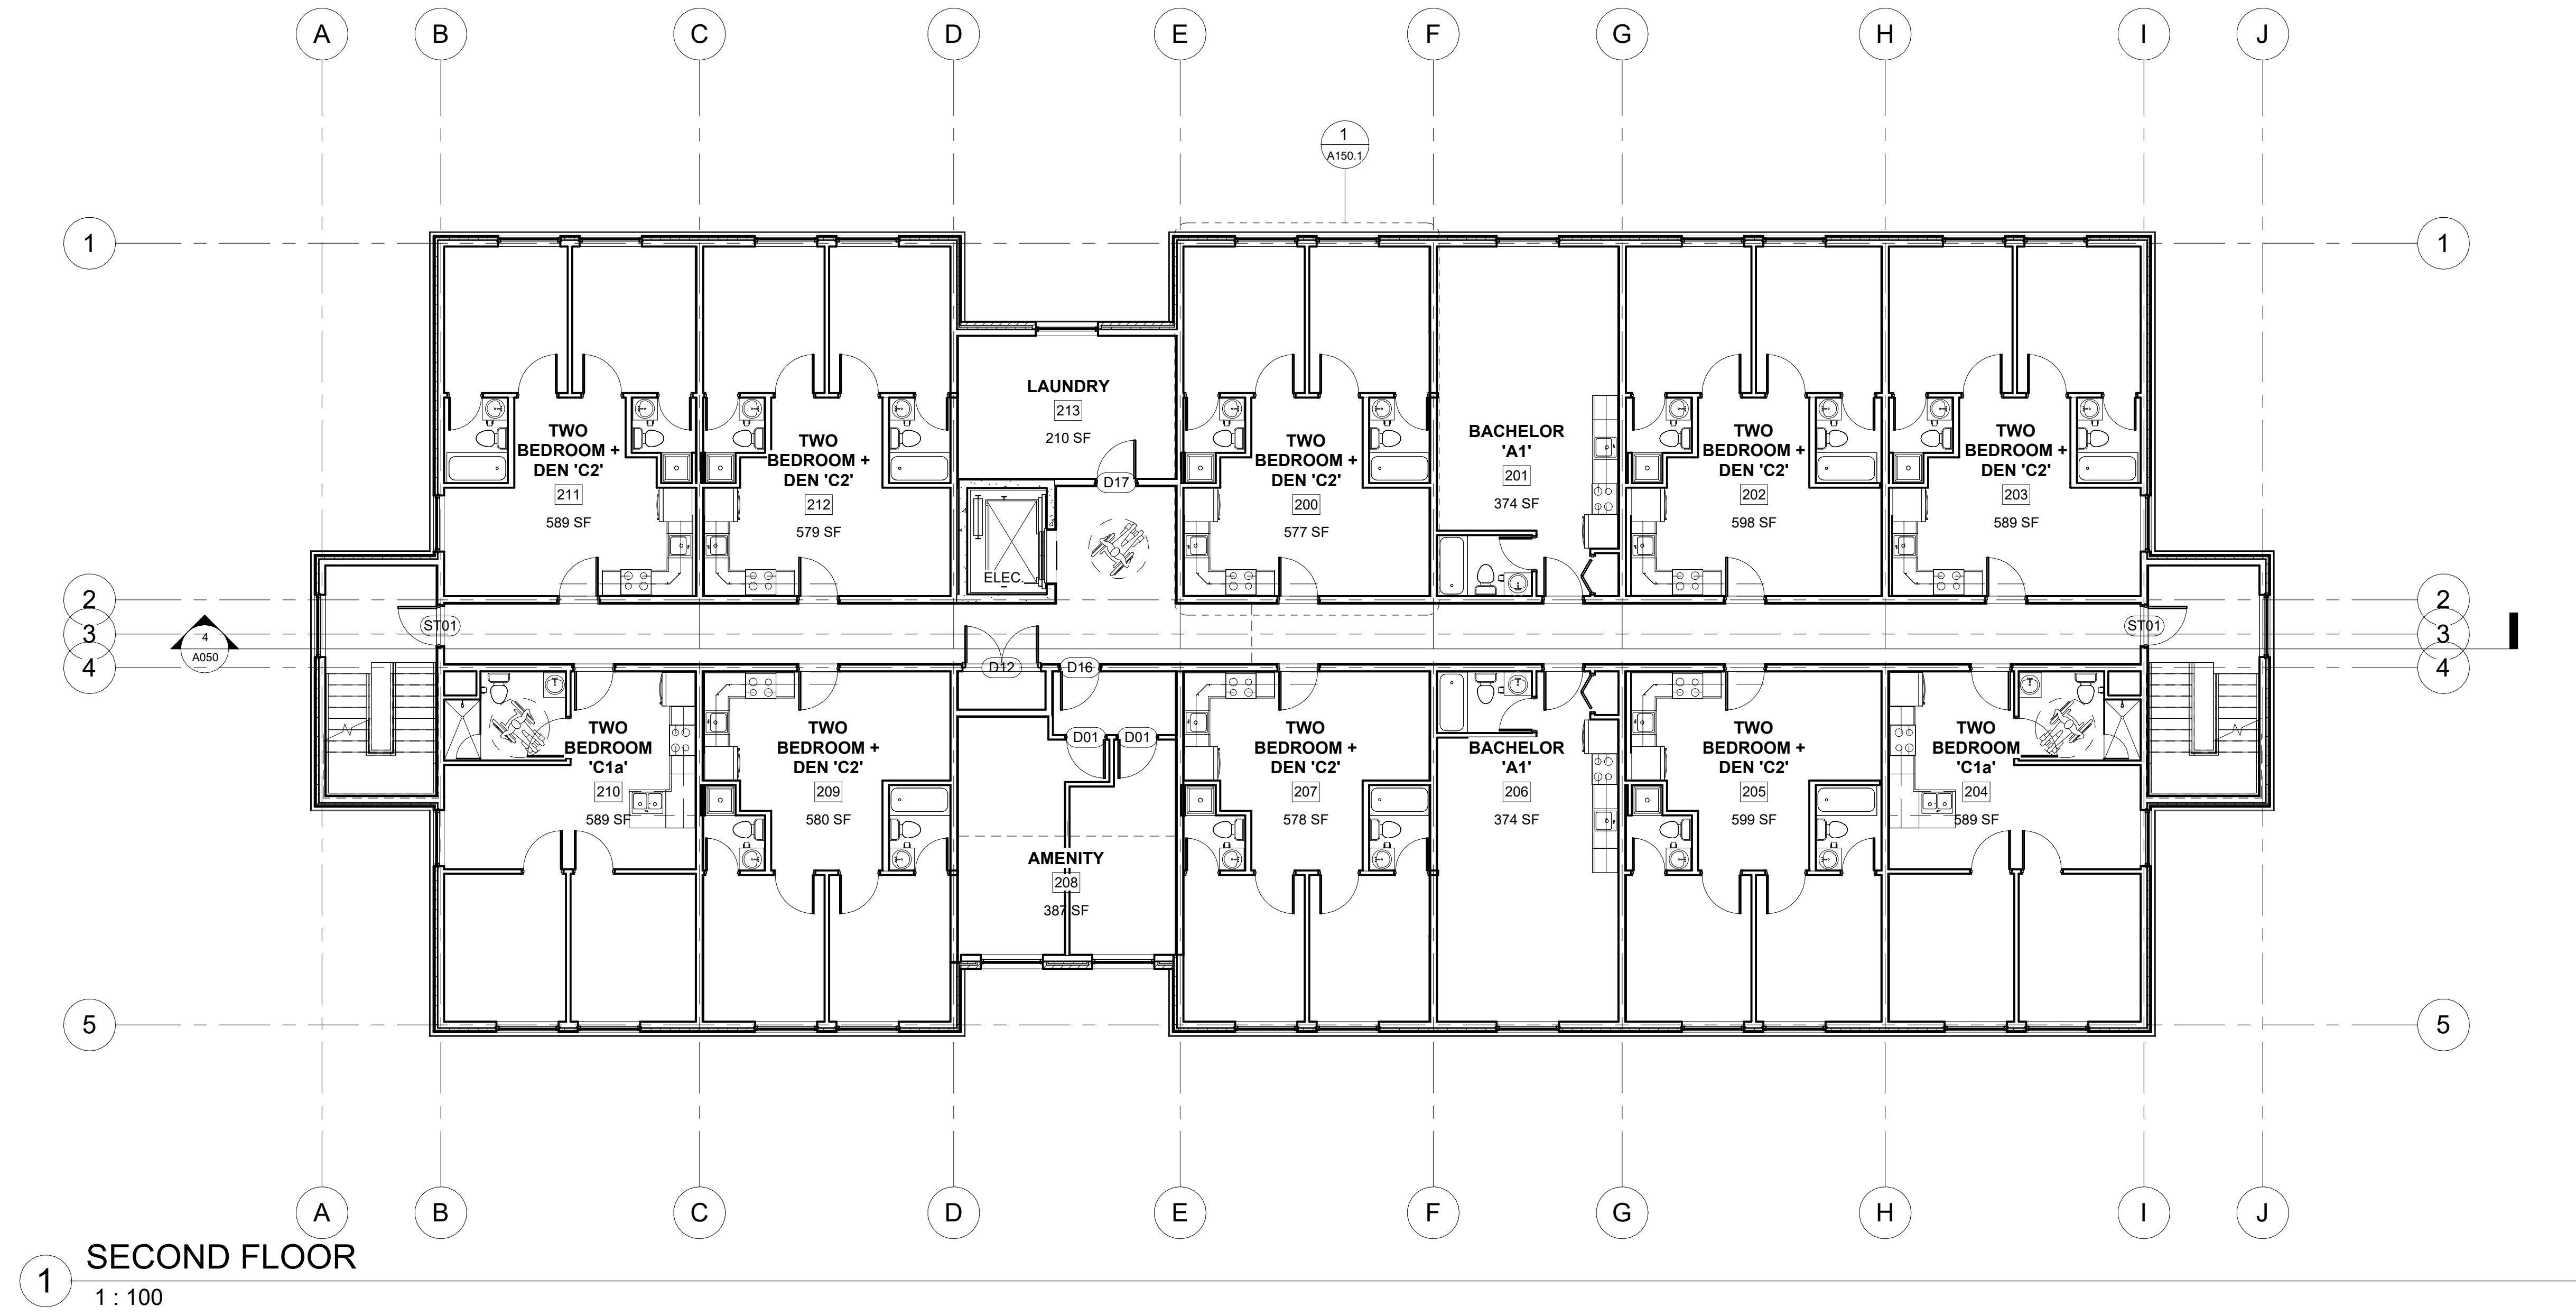 A B C D E F G H I J
1
A150.1
1 1
TWO
BEDROOM +
DEN 'C2'
211
589 SF
TWO
BEDROOM +
DEN 'C2'
212
579 SF
LAUNDRY
213
210 SF
D17
ELEC.
TWO
BEDROOM +
DEN 'C2'
200
577 SF
BACHELOR
'A1'
201
374 SF
TWO
BEDROOM +
DEN 'C2'
202
598 SF
TWO
BEDROOM +
DEN 'C2'
203
589 SF
2 2
ST01 ST01
3 3
4
A050
4 4
D12 D16
D01 D01
TWO
BEDROOM
'C1a'
210
589 SF
TWO
BEDROOM +
DEN 'C2'
209
580 SF
AMENITY
208
387 SF
TWO
BEDROOM +
DEN 'C2'
207
578 SF
BACHELOR
'A1'
206
374 SF
TWO
BEDROOM +
DEN 'C2'
205
599 SF
TWO
BEDROOM
'C1a'
204
589 SF
5 5
A B C D E F G H I J
1 SECOND FLOOR
1 : 100